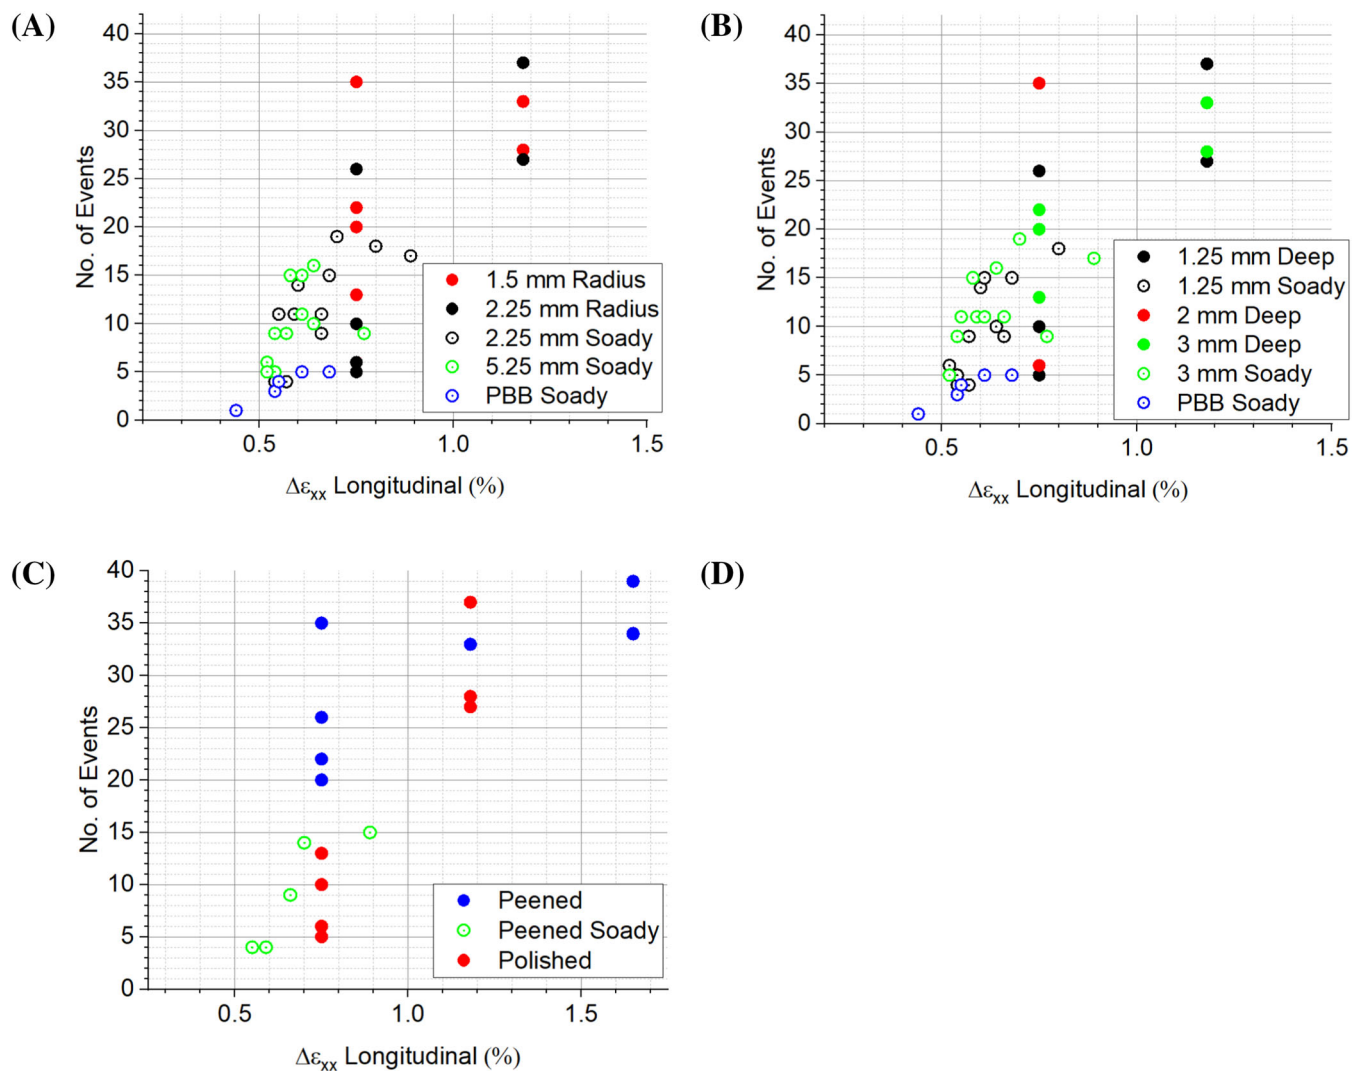 (A)
40
35
30
25
20
15
10
5
0
No. of Events
0.5
1.0
1.5
Δεxx Longitudinal (%)
1.5 mm Radius
2.25 mm Radius
2.25 mm Soady
5.25 mm Soady
PBB Soady
(B)
40
35
30
25
20
15
10
5
0
No. of Events
0.5
1.0
1.5
Δεxx Longitudinal (%)
1.25 mm Deep
1.25 mm Soady
2 mm Deep
3 mm Deep
3 mm Soady
PBB Soady
(C)
40
35
30
25
20
15
10
5
0
No. of Events
0.5
1.0
1.5
Δεxx Longitudinal (%)
Peened
Peened Soady
Polished
(D)